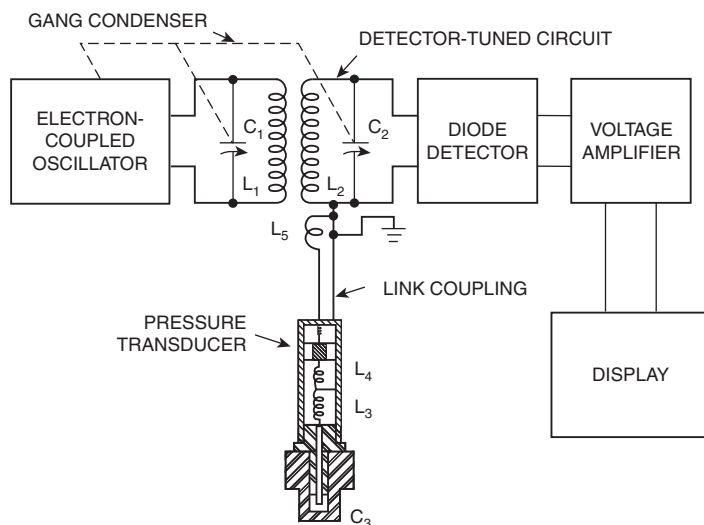 GANG CONDENSER
DETECTOR-TUNED CIRCUIT
ELECTRON-
COUPLED
OSCILLATOR
C1
L1
C2
L2
DIODE
DETECTOR
VOLTAGE
AMPLIFIER
L5
LINK COUPLING
PRESSURE
TRANSDUCER
L4
L3
DISPLAY
C3